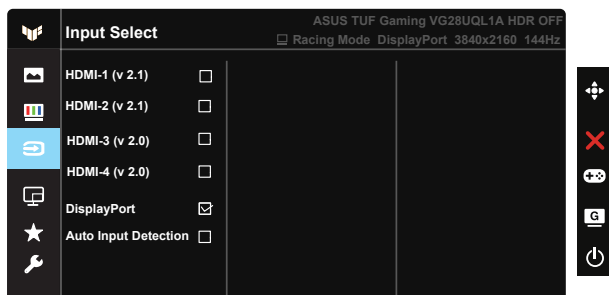 ASUS TUF Gaming VG28UQL1A HDR OFF
Input Select
Racing Mode DisplayPort 3840x2160 144Hz
HDMI-1 (v 2.1)
HDMI-2 (v 2.1)
HDMI-3 (v 2.0)
HDMI-4 (v 2.0)
DisplayPort
Auto Input Detection
G